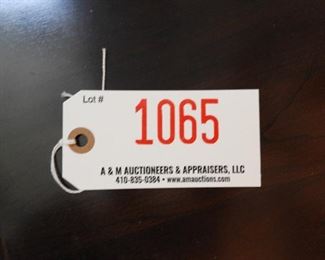 Lot #
1065
A & M AUCTIONEERS & APPRAISERS, LLC
410-835-0384 • www.amauctions.com